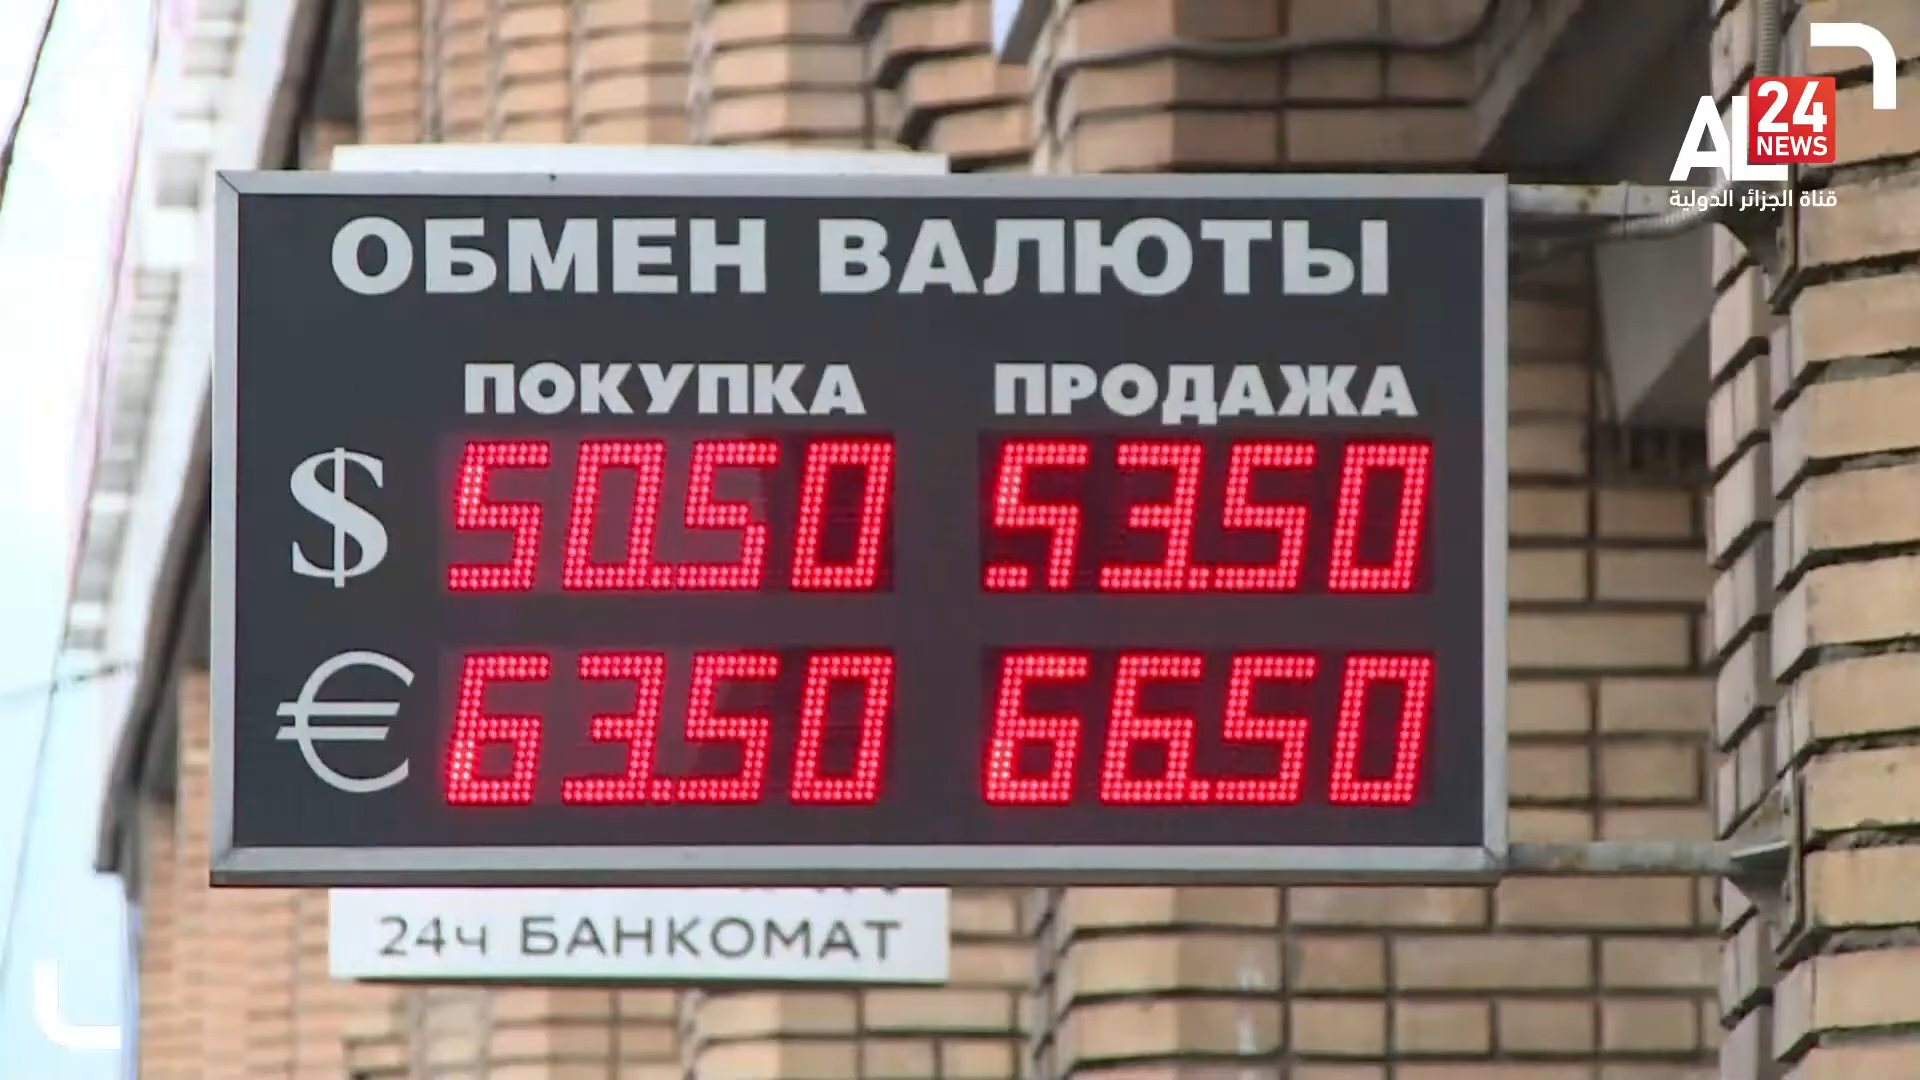 AL 24 NEWS
قناة الجزائر الدولية
ОБМЕН ВАЛЮТЫ
ПОКУПКА ПРОДАЖА
$ 50.50 53.50
€ 63.50 66.50
24ч БАНКОМАТ